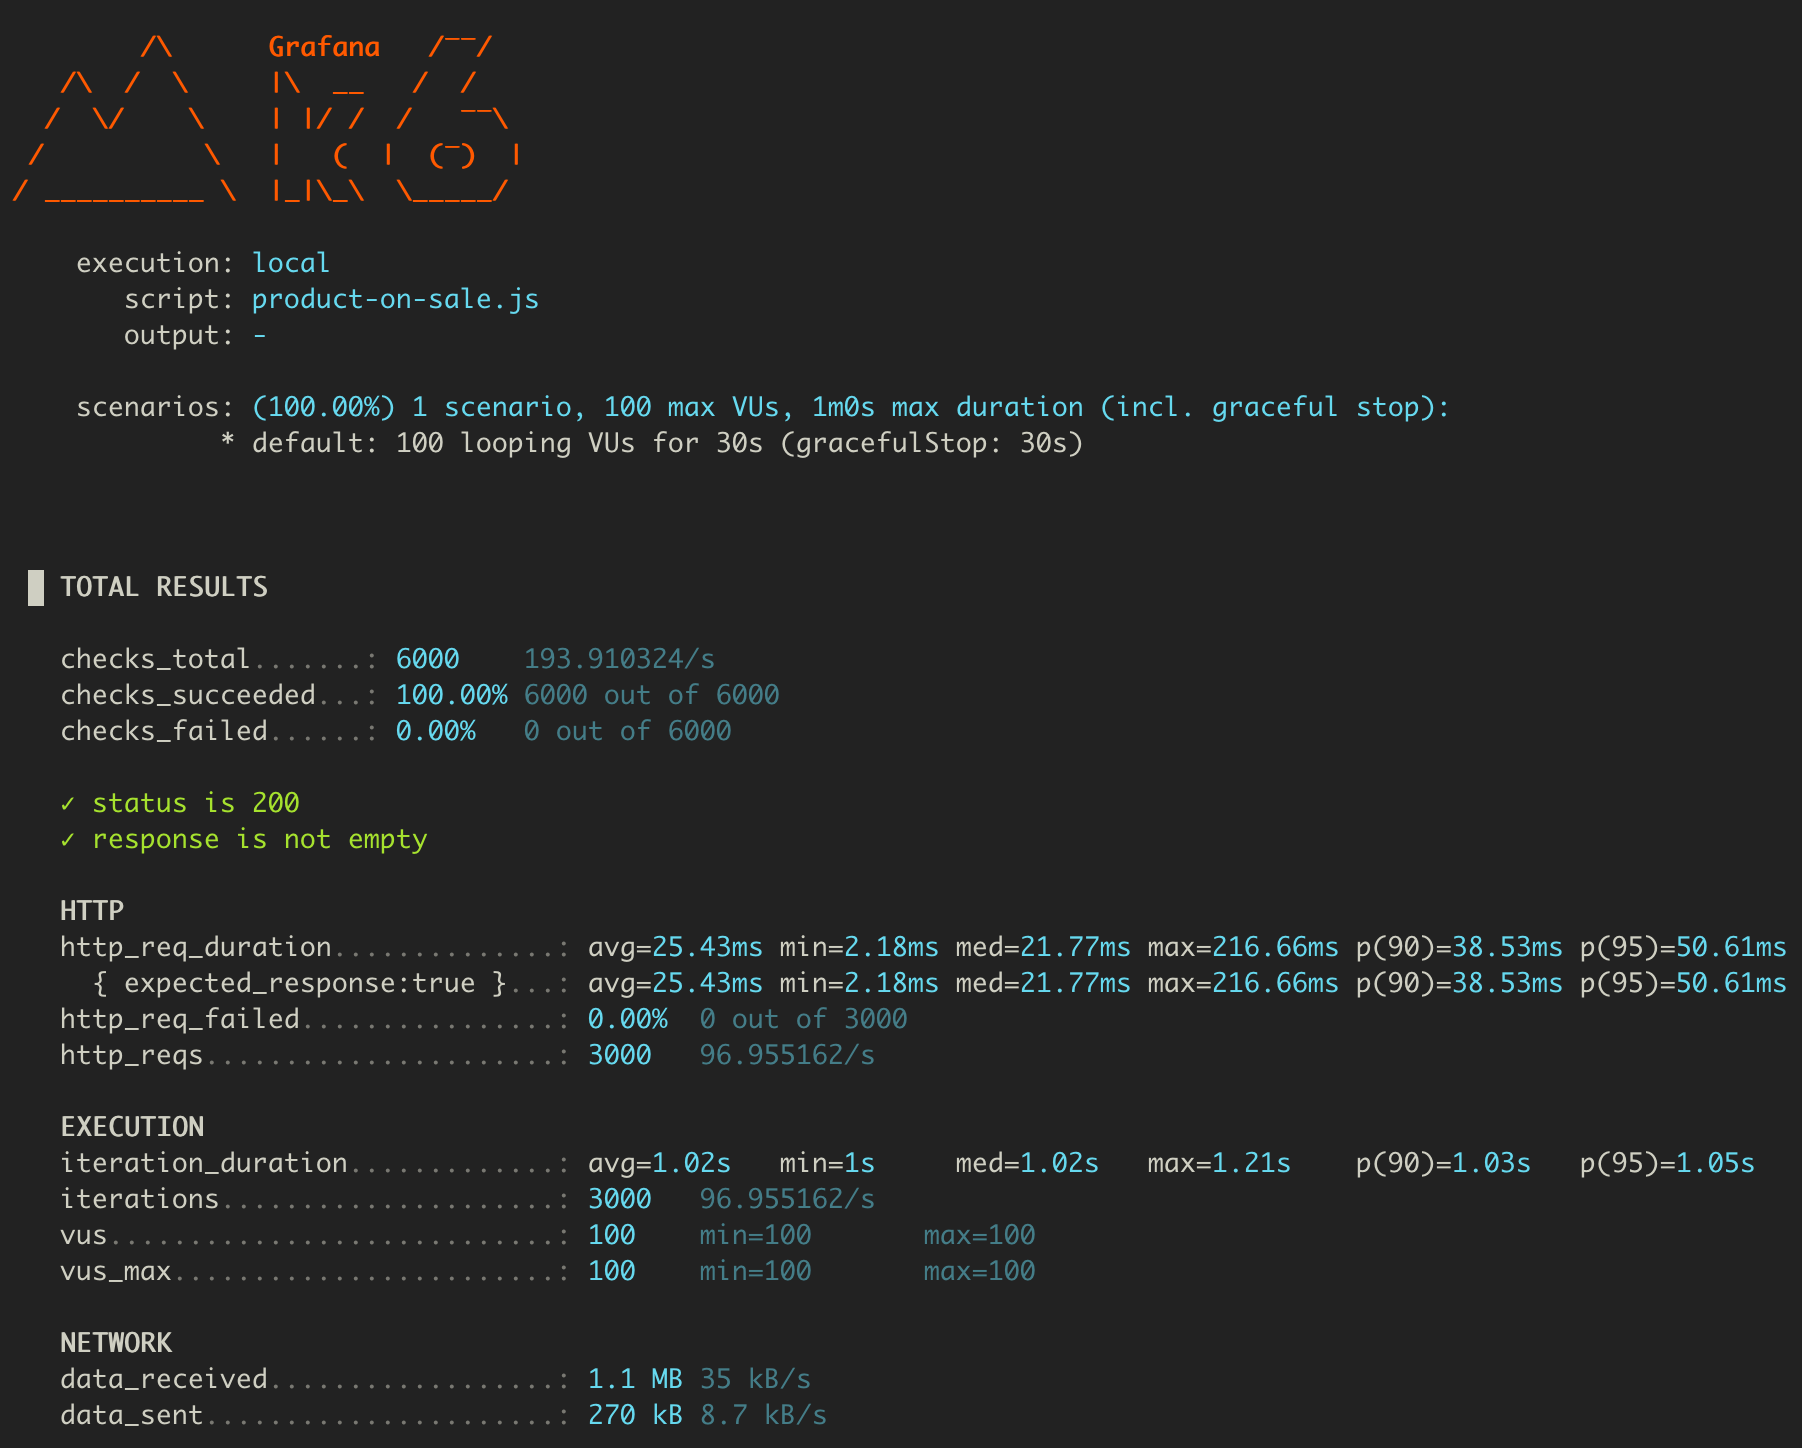 /\      Grafana   /‾‾/
    /\  /  \     |\  __   /  /
   /  \/    \    | |/ /  /   ‾‾\
  /          \   |   (  |  (‾)  |
 / __________ \  |_|\_\  \_____/
     execution: local
        script: product-on-sale.js
        output: -
     scenarios: (100.00%) 1 scenario, 100 max VUs, 1m0s max duration (incl. graceful stop):
              * default: 100 looping VUs for 30s (gracefulStop: 30s)
  █ TOTAL RESULTS
    checks_total.......: 6000    193.910324/s
    checks_succeeded...: 100.00% 6000 out of 6000
    checks_failed......: 0.00%   0 out of 6000
    ✓ status is 200
    ✓ response is not empty
    HTTP
    http_req_duration..............: avg=25.43ms min=2.18ms med=21.77ms max=216.66ms p(90)=38.53ms p(95)=50.61ms
      { expected_response:true }...: avg=25.43ms min=2.18ms med=21.77ms max=216.66ms p(90)=38.53ms p(95)=50.61ms
    http_req_failed................: 0.00%  0 out of 3000
    http_reqs......................: 3000   96.955162/s
    EXECUTION
    iteration_duration.............: avg=1.02s   min=1s     med=1.02s   max=1.21s    p(90)=1.03s   p(95)=1.05s
    iterations.....................: 3000   96.955162/s
    vus............................: 100    min=100       max=100
    vus_max........................: 100    min=100       max=100
    NETWORK
    data_received..................: 1.1 MB 35 kB/s
    data_sent......................: 270 kB 8.7 kB/s